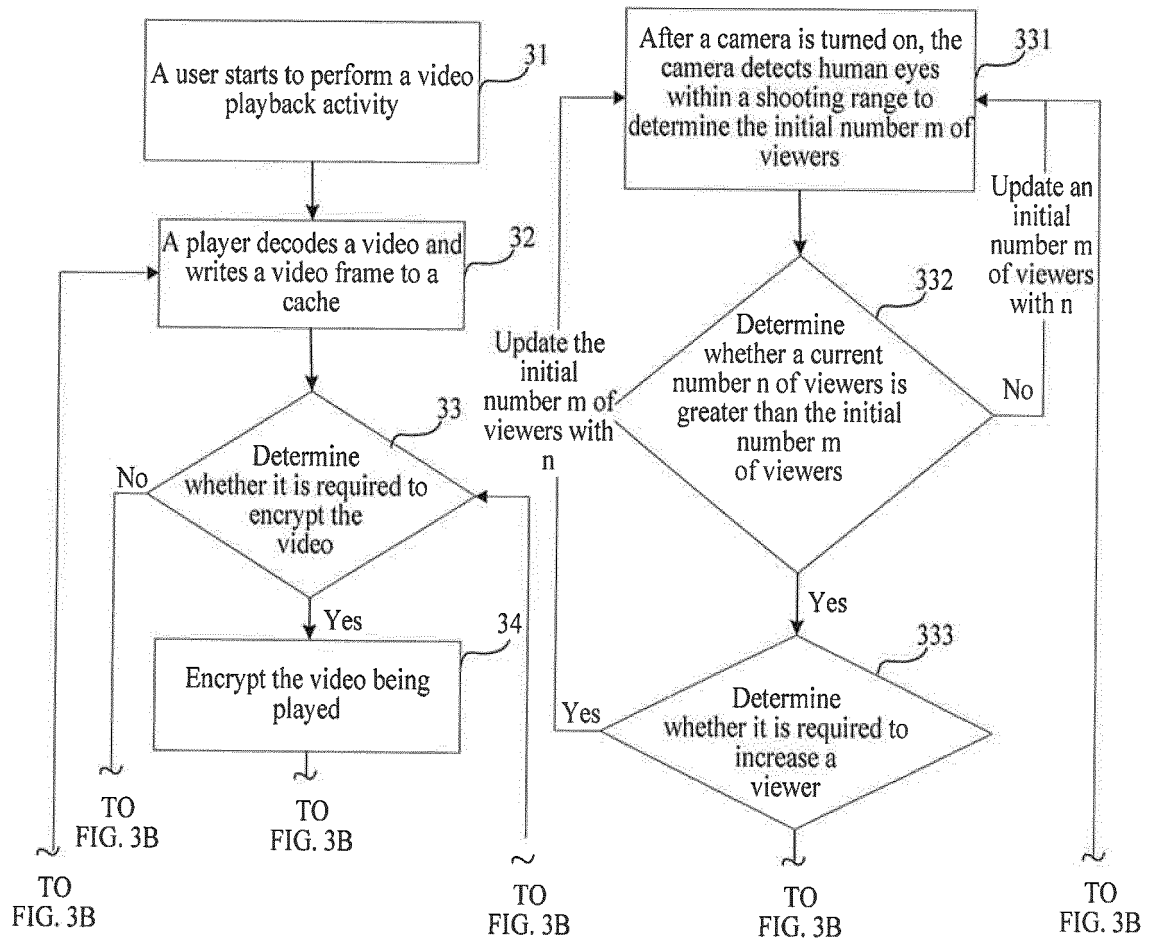 A user starts to perform a video
playback activity
31
A player decodes a video and
writes a video frame to a
cache
32
Determine
whether it is required to
encrypt the
video
33
No
Yes
Encrypt the video being
played
34
TO
FIG. 3B
TO
FIG. 3B
TO
FIG. 3B
After a camera is turned on, the
camera detects human eyes
within a shooting range to
determine the initial number m of
viewers
331
Update an
initial
number m
of viewers
with n
Determine
whether a current
number n of viewers is
greater than the initial
number m
of viewers
332
No
Yes
Update the
initial
number m of
viewers with
n
Determine
whether it is required to
increase a
viewer
333
Yes
TO
FIG. 3B
TO
FIG. 3B
TO
FIG. 3B